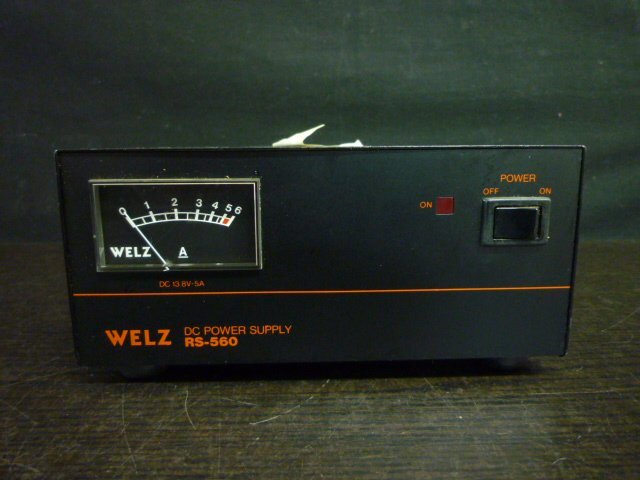 0 1 2 3 4 5 6
WELZ A
DC 13.8V-5A
ON
POWER
OFF ON
WELZ DC POWER SUPPLY
RS-560